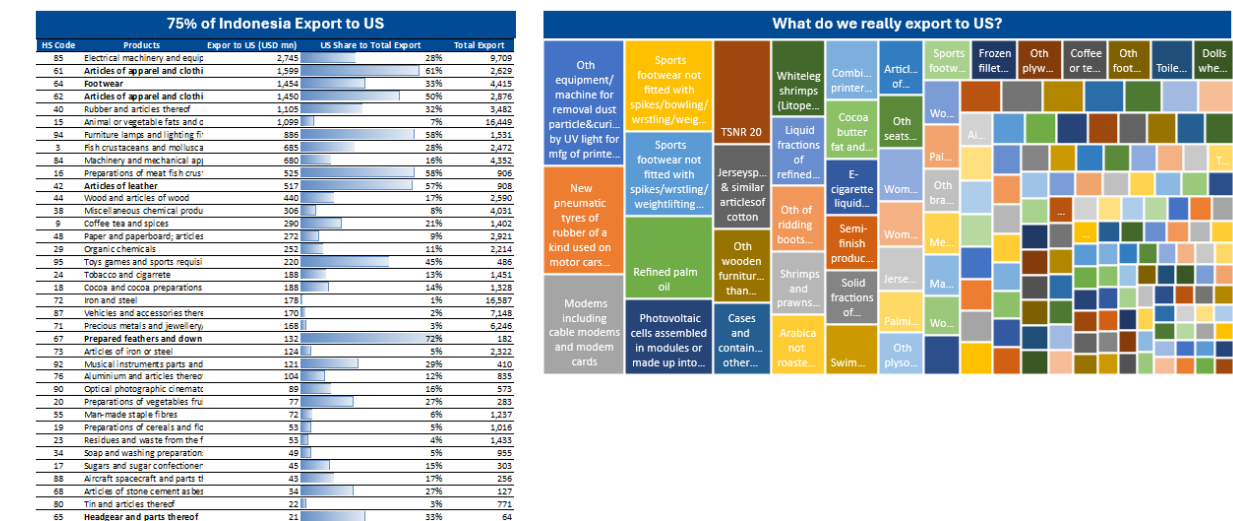 75% of Indonesia Export to US
HS Code Products Expor to US (USD mn) US Share to Total Export Total Export
85 Electrical machinery and equip 2,745 28% 9,709
61 Articles of apparel and clothi 1,599 61% 2,629
64 Footwear 1,454 33% 4,415
62 Articles of apparel and clothi 1,450 50% 2,876
40 Rubber and articles thereof 1,105 32% 3,482
15 Animal or vegetable fats and o 1,099 7% 16,449
94 Furniture lamps and lighting fit 886 58% 1,531
3 Fish crustaceans and mollusca 685 28% 2,472
84 Machinery and mechanical app 680 16% 4,352
16 Preparations of meat fish crust 525 58% 906
42 Articles of leather 517 57% 908
44 Wood and articles of wood 440 17% 2,590
38 Miscellaneous chemical produ 306 8% 4,031
9 Coffee tea and spices 290 21% 1,402
48 Paper and paperboard; articles 272 9% 2,921
29 Organic chemicals 252 11% 2,214
95 Toys games and sports requisi 220 45% 486
24 Tobacco and cigarrete 188 13% 1,451
18 Cocoa and cocoa preparations 188 14% 1,328
72 Iron and steel 178 1% 16,587
87 Vehicles and accessories there 170 2% 7,148
71 Precious metals and jewellery 168 3% 6,246
67 Prepared feathers and down 132 72% 182
73 Articles of iron or steel 124 5% 2,322
92 Musical instruments parts and 121 29% 410
76 Aluminium and articles thereof 104 12% 835
90 Optical photographic cinemato 89 16% 573
20 Preparations of vegetables frui 77 27% 283
55 Man-made staple fibres 72 6% 1,237
19 Preparations of cereals and flo 53 5% 1,016
23 Residues and waste from the f 53 4% 1,433
34 Soap and washing preparation 49 5% 955
17 Sugars and sugar confectioner 45 15% 303
88 Aircraft spacecraft and parts th 43 17% 256
68 Articles of stone cement asbes 34 27% 127
80 Tin and articles thereof 22 3% 771
65 Headgear and parts thereof 21 33% 64
What do we really export to US?
Oth
equipment/
machine for
removal dust
particle&curi...
by UV light for
mfg of printe...
New
pneumatic
tyres of
rubber of a
kind used on
motor cars...
Modems
including
cable modems
and modem
cards
Sports
footwear not
fitted with
spikes/bowling/
wrstling/weig...
Sports
footwear not
fitted with
spikes/wrstling/
weightlifting...
Refined palm
oil
Photovoltaic
cells assembled
in modules or
made up into...
TSNR 20
Jerseysp...
& similar
articlesof
cotton
Oth
wooden
furnitur...
than...
Cases
and
contain...
other...
Whiteleg
shrimps
(Litope...
Liquid
fractions
of
refined...
Oth of
ridding
boots...
Shrimps
and
prawns...
Arabica
not
roaste...
Combi...
printer...
Cocoa
butter
fat and...
E-
cigarette
liquid...
Semi-
finish
produc...
Solid
fractions
of...
Swim...
Articl...
of...
Oth
seats...
Wom...
Wom...
Jerse...
Palmi...
Oth
plyso...
Sports
footw...
Wo...
Pal...
Oth
bra...
Me...
Ma...
Wo...
Frozen
fillet...
Oth
plyw...
Coffee
or te...
Oth
foot...
Toile...
Dolls
whe...
Ai...
T...
...
...